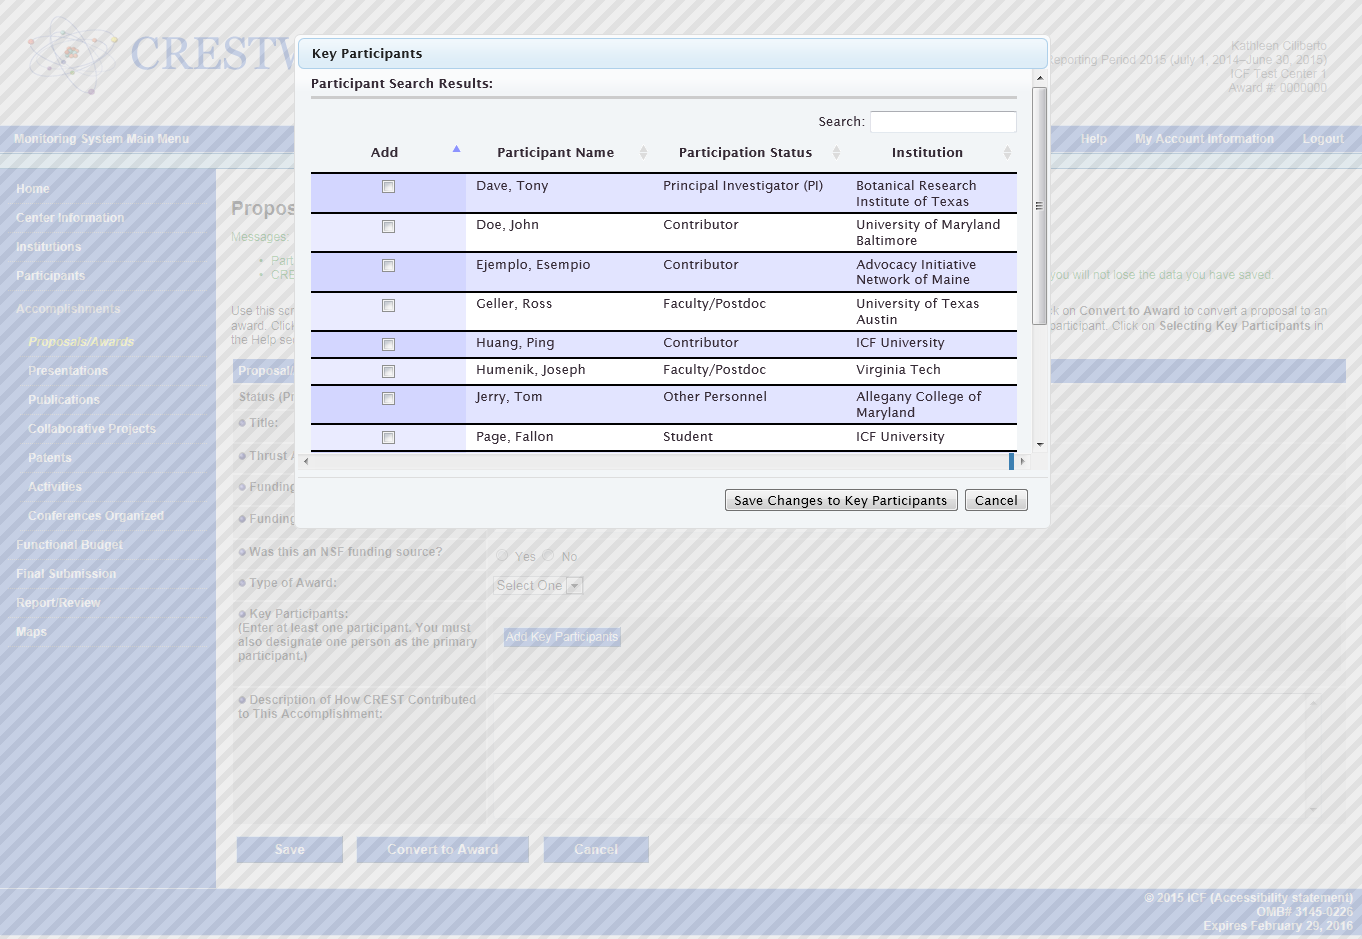 CRESTW
Kathleen Ciliberto
Reporting Period 2015 (July 1, 2014–June 30, 2015)
ICF Test Center 1
Award #: 0000000
Monitoring System Main Menu
Help My Account Information Logout
Key Participants
Participant Search Results:
Search:
Add Participant Name Participation Status Institution
Dave, Tony Principal Investigator (PI) Botanical Research
Institute of Texas
Doe, John Contributor University of Maryland
Baltimore
Ejemplo, Esempio Contributor Advocacy Initiative
Network of Maine
Geller, Ross Faculty/Postdoc University of Texas
Austin
Huang, Ping Contributor ICF University
Humenik, Joseph Faculty/Postdoc Virginia Tech
Jerry, Tom Other Personnel Allegany College of
Maryland
Page, Fallon Student ICF University
Save Changes to Key Participants Cancel
Home
Center Information
Institutions
Participants
Accomplishments
Proposals/Awards
Presentations
Publications
Collaborative Projects
Patents
Activities
Conferences Organized
Functional Budget
Final Submission
Report/Review
Maps
Propos
Messages:
Part
CRE you will not lose the data you have saved.
Use this scr k on Convert to Award to convert a proposal to an
award. Click participant. Click on Selecting Key Participants in
the Help se
Proposal/
Status (Pr
Title:
Thrust A
Funding
Funding
Was this an NSF funding source? Yes No
Type of Award: Select One
Key Participants:
(Enter at least one participant. You must
also designate one person as the primary
participant.)
Add Key Participants
Description of How CREST Contributed
to This Accomplishment:
Save Convert to Award Cancel
© 2015 ICF (Accessibility statement)
OMB# 3145-0226
Expires February 29, 2016